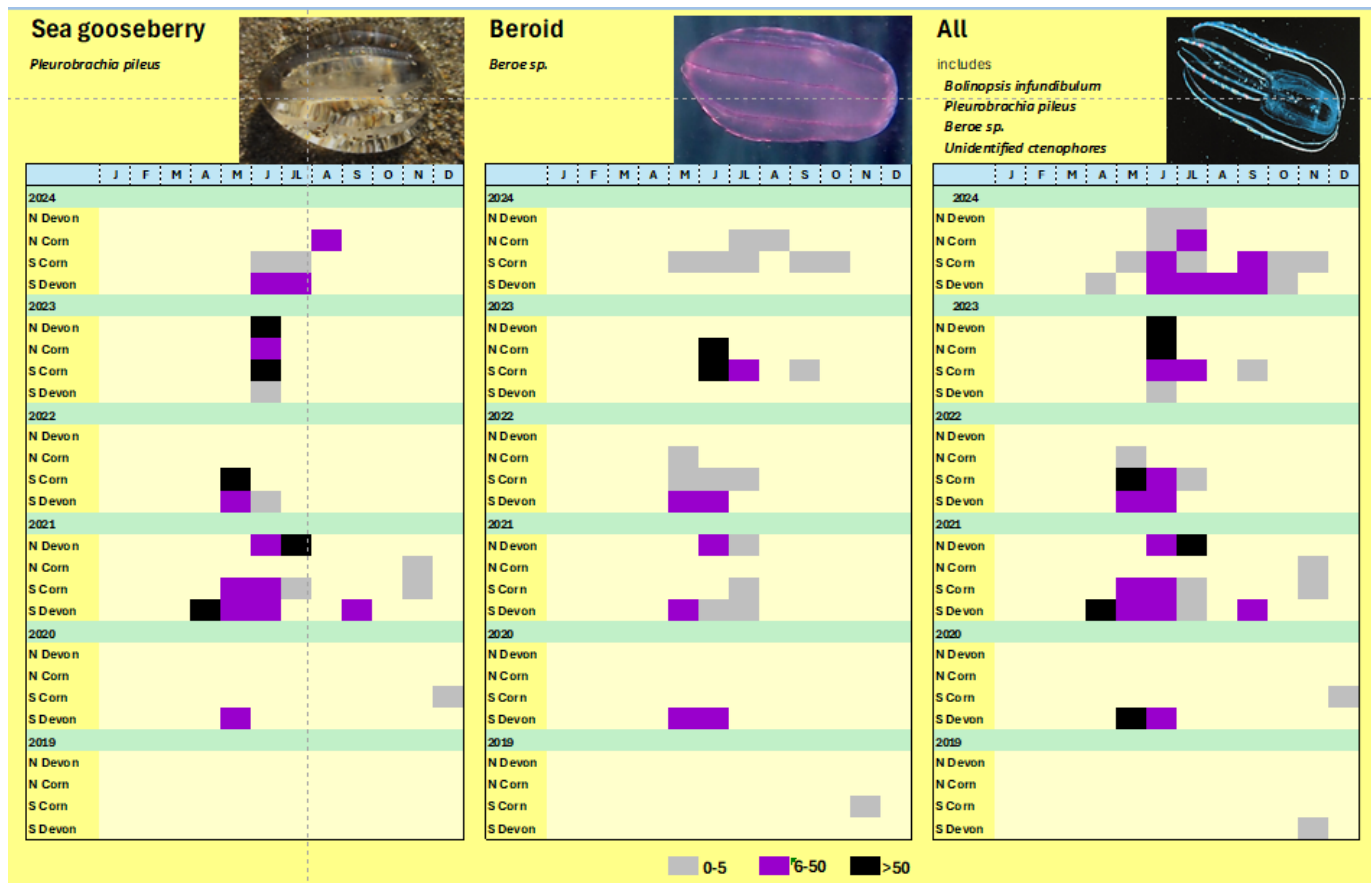 Sea gooseberry
Pleurobrachia pileus
J F M A M J JL A S O N D
2024
N Devon
N Corn
S Corn
S Devon
2023
N Devon
N Corn
S Corn
S Devon
2022
N Devon
N Corn
S Corn
S Devon
2021
N Devon
N Corn
S Corn
S Devon
2020
N Devon
N Corn
S Corn
S Devon
2019
N Devon
N Corn
S Corn
S Devon
Beroid
Beroe sp.
J F M A M J JL A S O N D
2024
N Devon
N Corn
S Corn
S Devon
2023
N Devon
N Corn
S Corn
S Devon
2022
N Devon
N Corn
S Corn
S Devon
2021
N Devon
N Corn
S Corn
S Devon
2020
N Devon
N Corn
S Corn
S Devon
2019
N Devon
N Corn
S Corn
S Devon
All
includes
Bolinopsis infundibulum
Pleurobrachia pileus
Beroe sp.
Unidentified ctenophores
J F M A M J JL A S O N D
2024
N Devon
N Corn
S Corn
S Devon
2023
N Devon
N Corn
S Corn
S Devon
2022
N Devon
N Corn
S Corn
S Devon
2021
N Devon
N Corn
S Corn
S Devon
2020
N Devon
N Corn
S Corn
S Devon
2019
N Devon
N Corn
S Corn
S Devon
0-5 6-50 >50